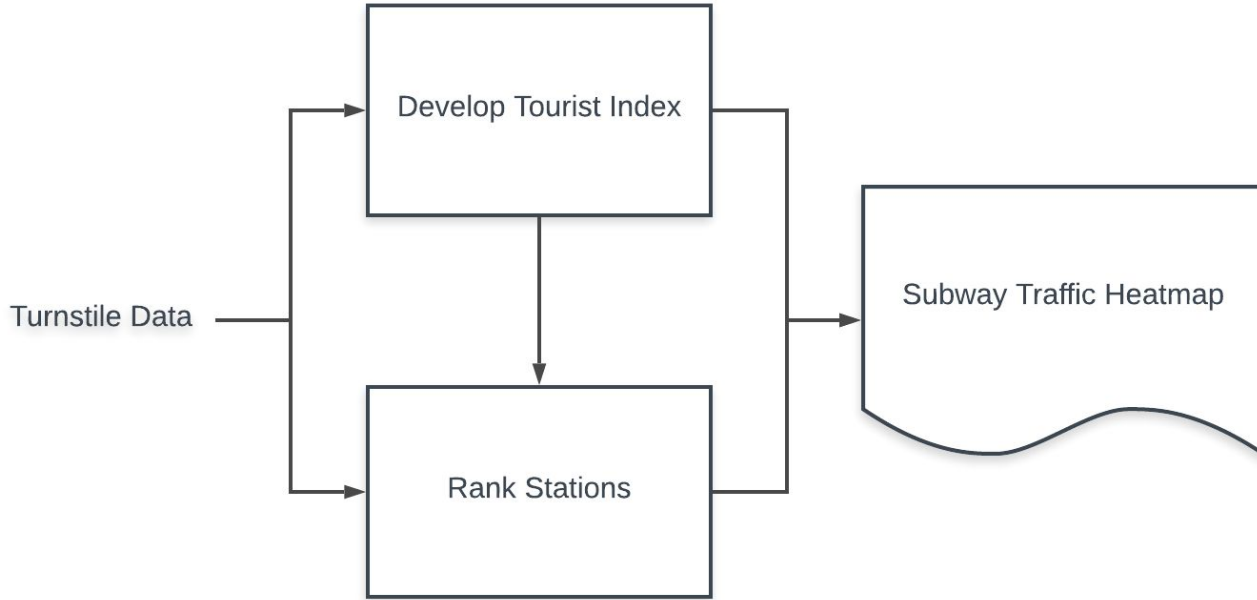 Develop Tourist Index
Turnstile Data
Subway Traffic Heatmap
Rank Stations